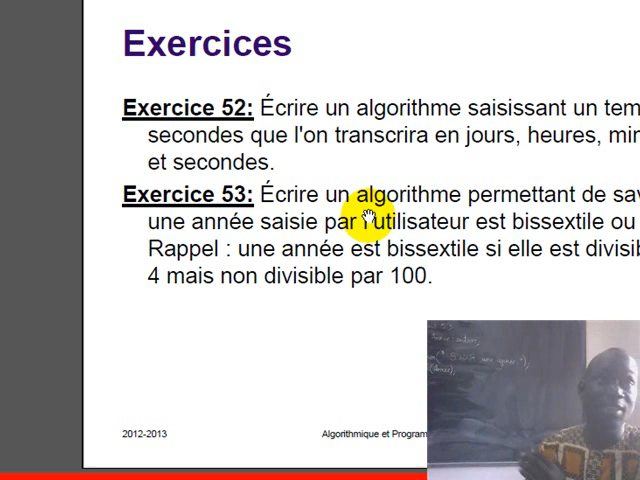 Exercices
Exercice 52: Écrire un algorithme saisissant un tem
secondes que l'on transcrira en jours, heures, mir
et secondes.
Exercice 53: Écrire un algorithme permettant de sav
une année saisie par l'utilisateur est bissextile ou
Rappel : une année est bissextile si elle est divisib
4 mais non divisible par 100.
2012-2013
Algorithmique et Program